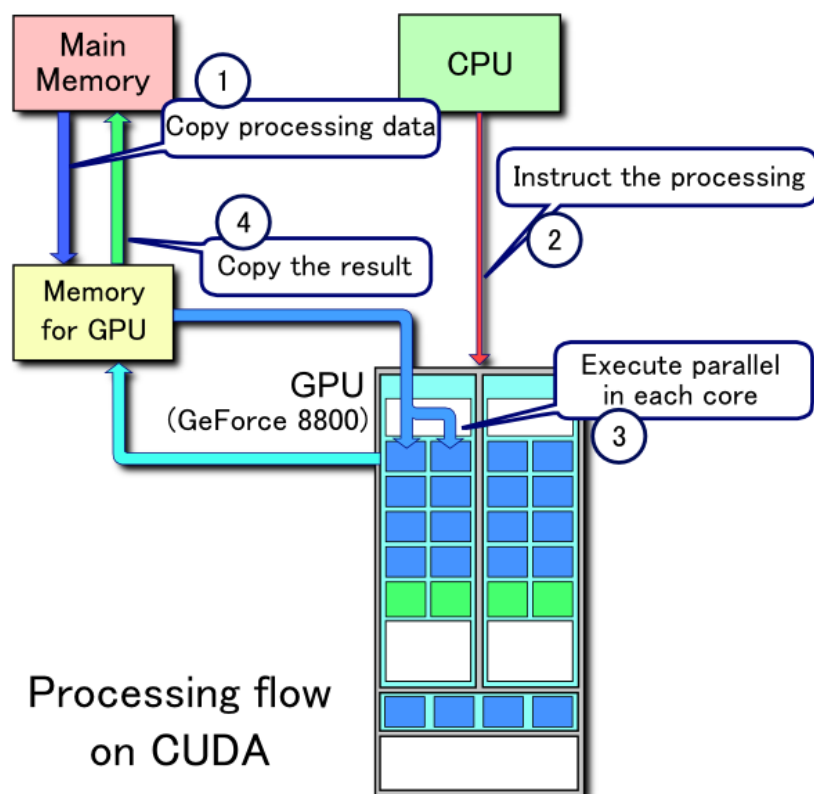 Main
Memory
CPU
1
Copy processing data
Instruct the processing
2
4
Copy the result
Memory
for GPU
GPU
(GeForce 8800)
Execute parallel
in each core
3
Processing flow
on CUDA